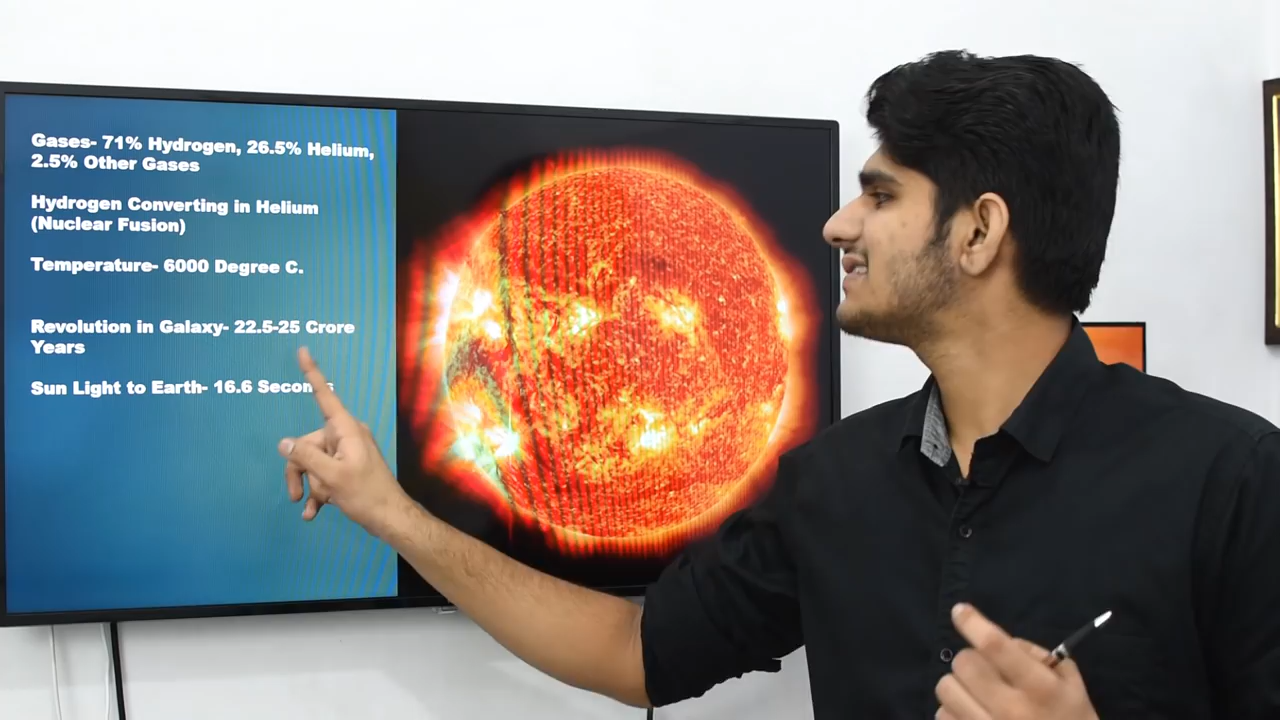 Gases- 71% Hydrogen, 26.5% Helium,
2.5% Other Gases
Hydrogen Converting in Helium
(Nuclear Fusion)
Temperature- 6000 Degree C.
Revolution in Galaxy- 22.5-25 Crore
Years
Sun Light to Earth- 16.6 Seconds